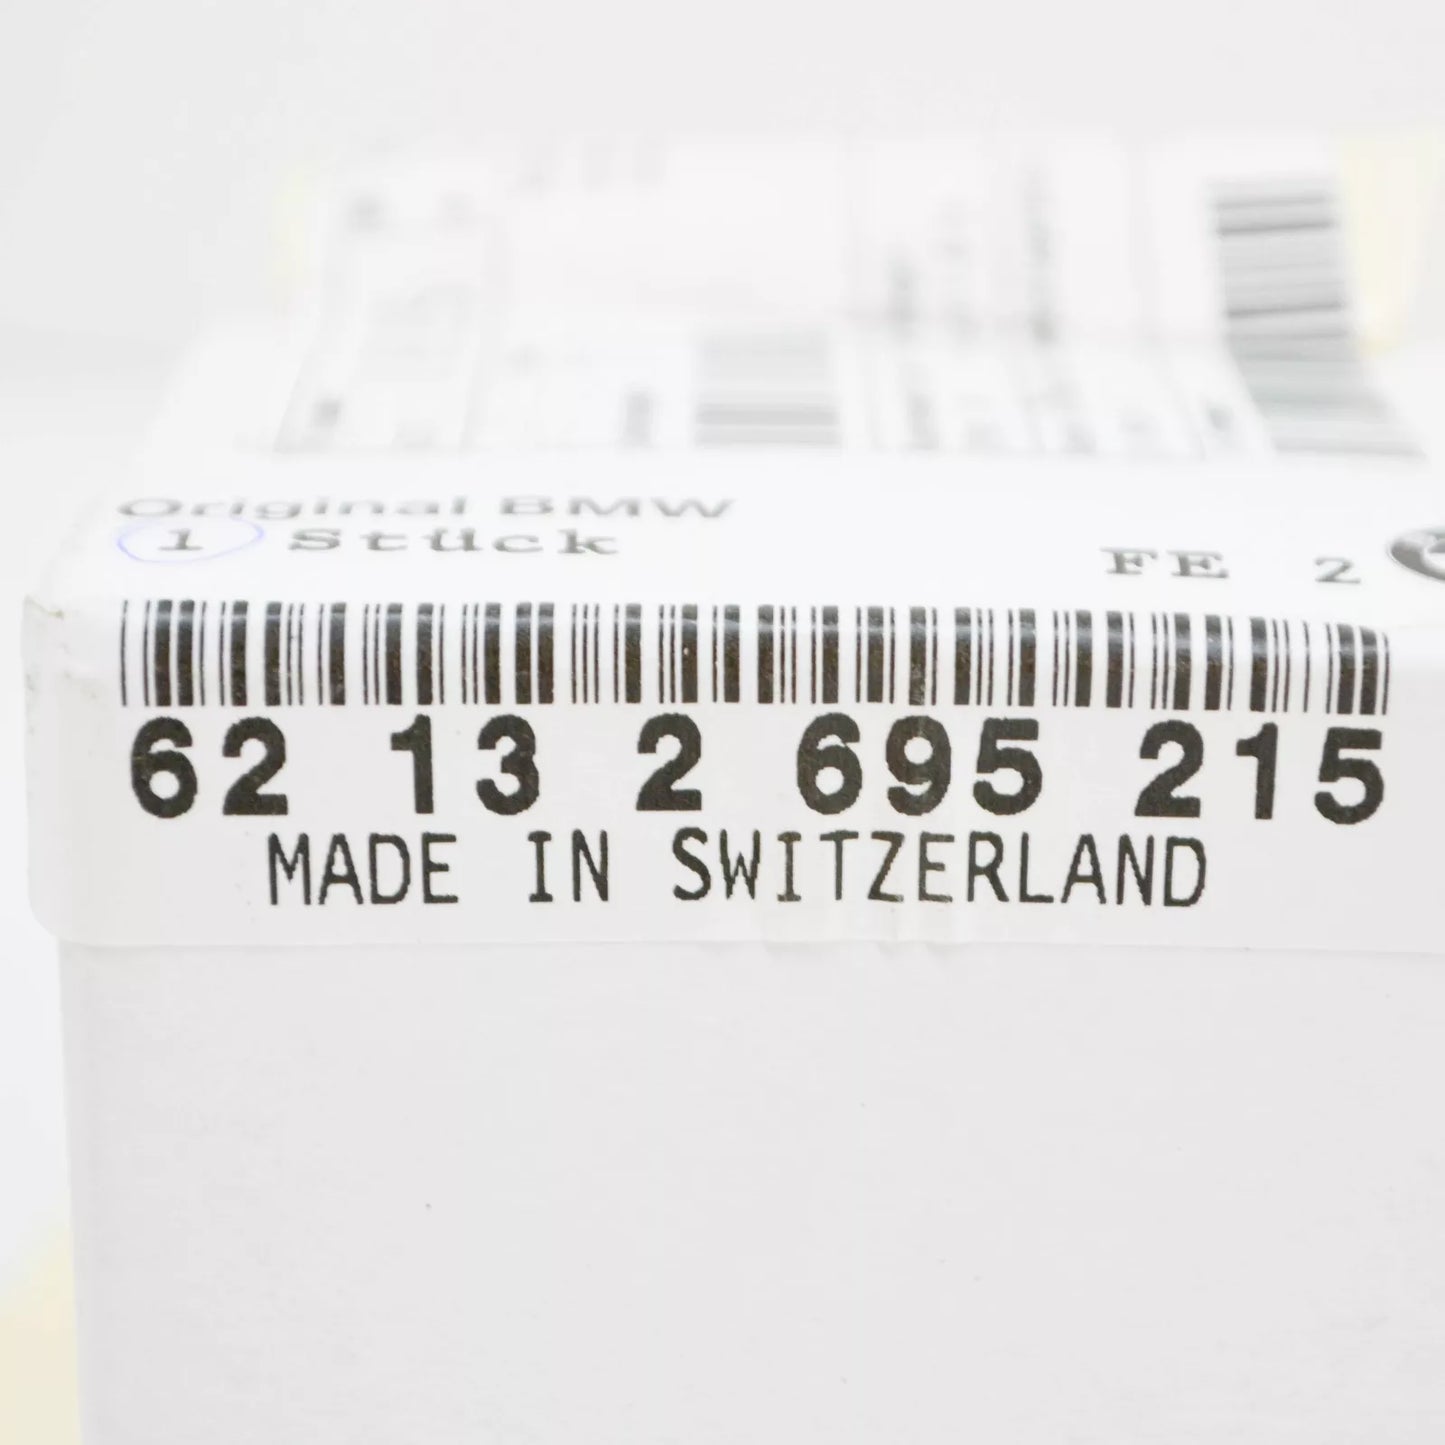 Original BMW
1 Stück
FE 2
62 13 2 695 215
MADE IN SWITZERLAND